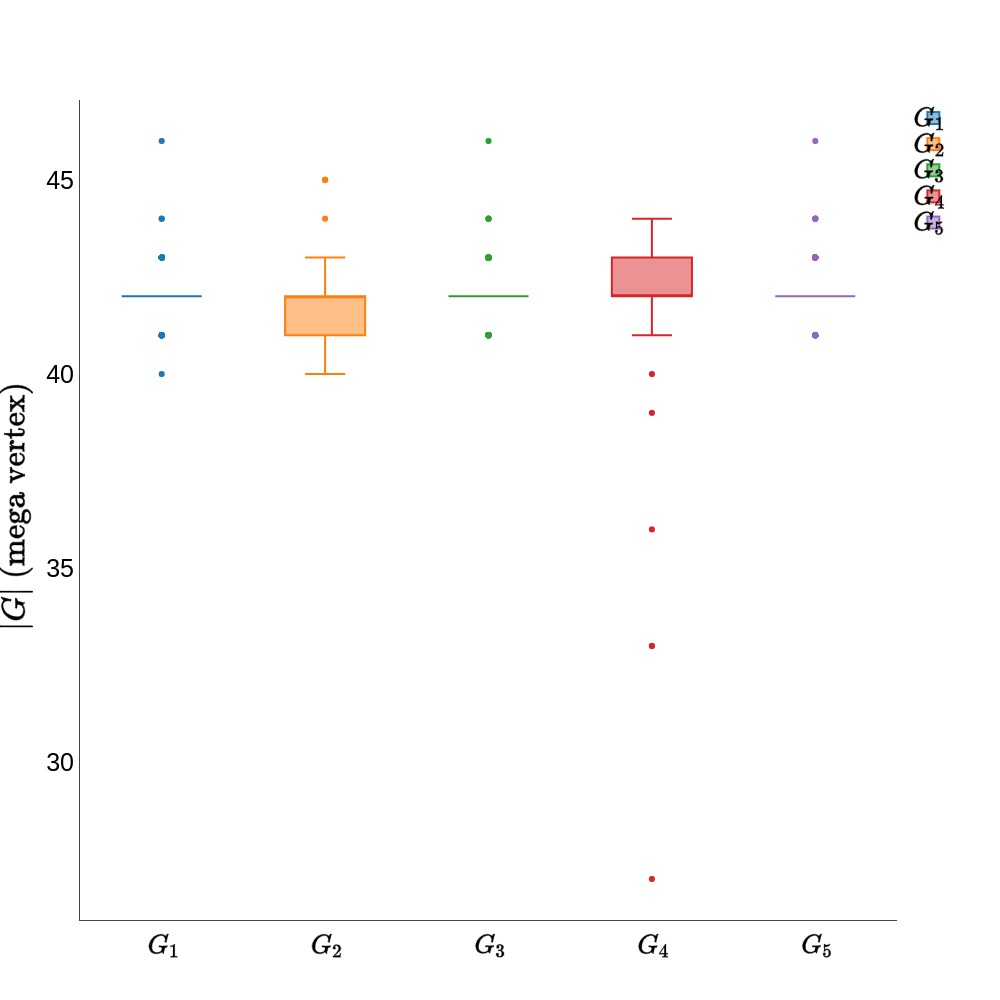 G₁
G₂
G₃
G₄
G₅
45
40
35
30
|G| (mega vertex)
G₁ G₂ G₃ G₄ G₅